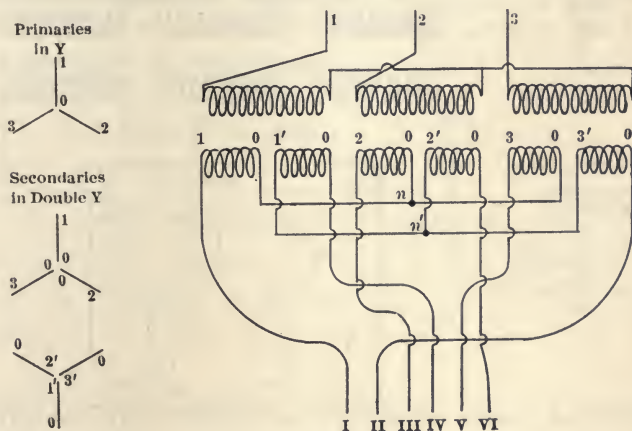 Primaries
in Y
1
0
3 2
Secondaries
in Double Y
1
0 0
0
3 2
0 0
2'
1' 3'
0
1 2 3
1 0 1' 0 2 0 2' 0 3 0 3' 0
n
n'
I II III IV V VI